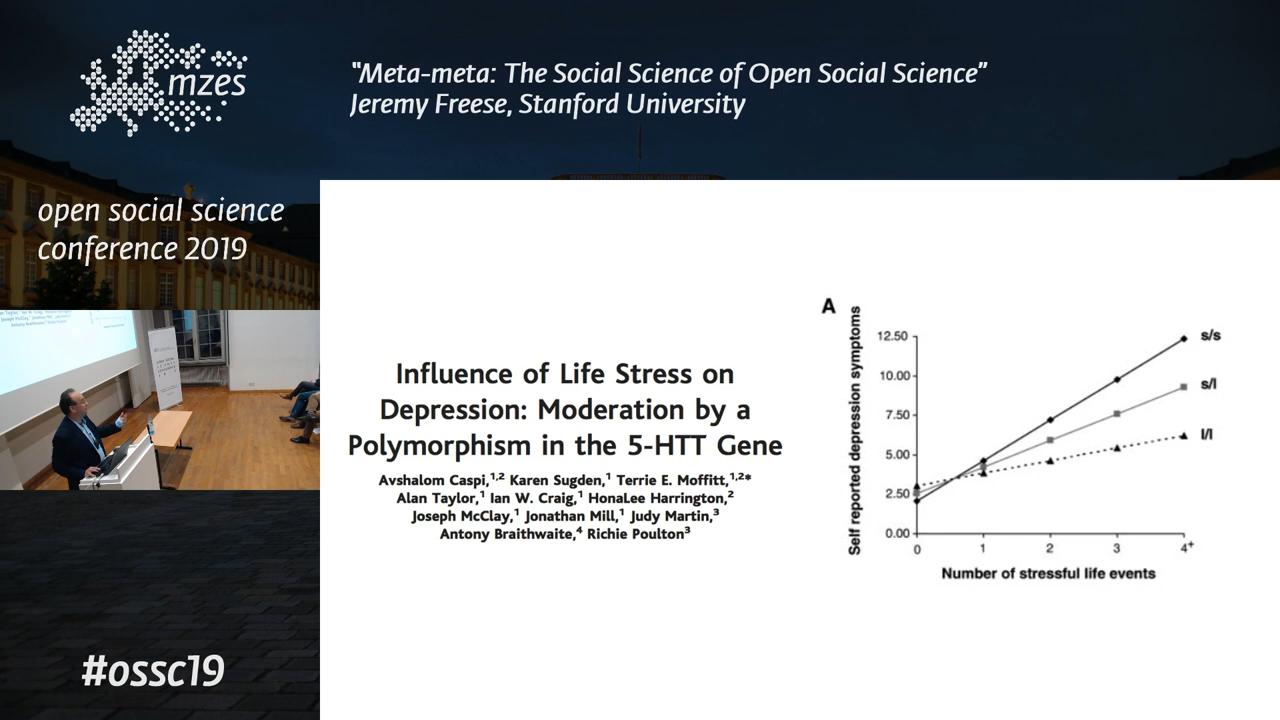 mzes
"Meta-meta: The Social Science of Open Social Science"
Jeremy Freese, Stanford University
open social science
conference 2019
#ossc19
Influence of Life Stress on
Depression: Moderation by a
Polymorphism in the 5-HTT Gene
Avshalom Caspi,1,2 Karen Sugden,1 Terrie E. Moffitt,1,2*
Alan Taylor,1 Ian W. Craig,1 HonaLee Harrington,2
Joseph McClay,1 Jonathan Mill,1 Judy Martin,3
Antony Braithwaite,4 Richie Poulton3
A
Self reported depression symptoms
12.50
10.00
7.50
5.00
2.50
0.00
0 1 2 3 4+
Number of stressful life events
s/s
s/l
l/l